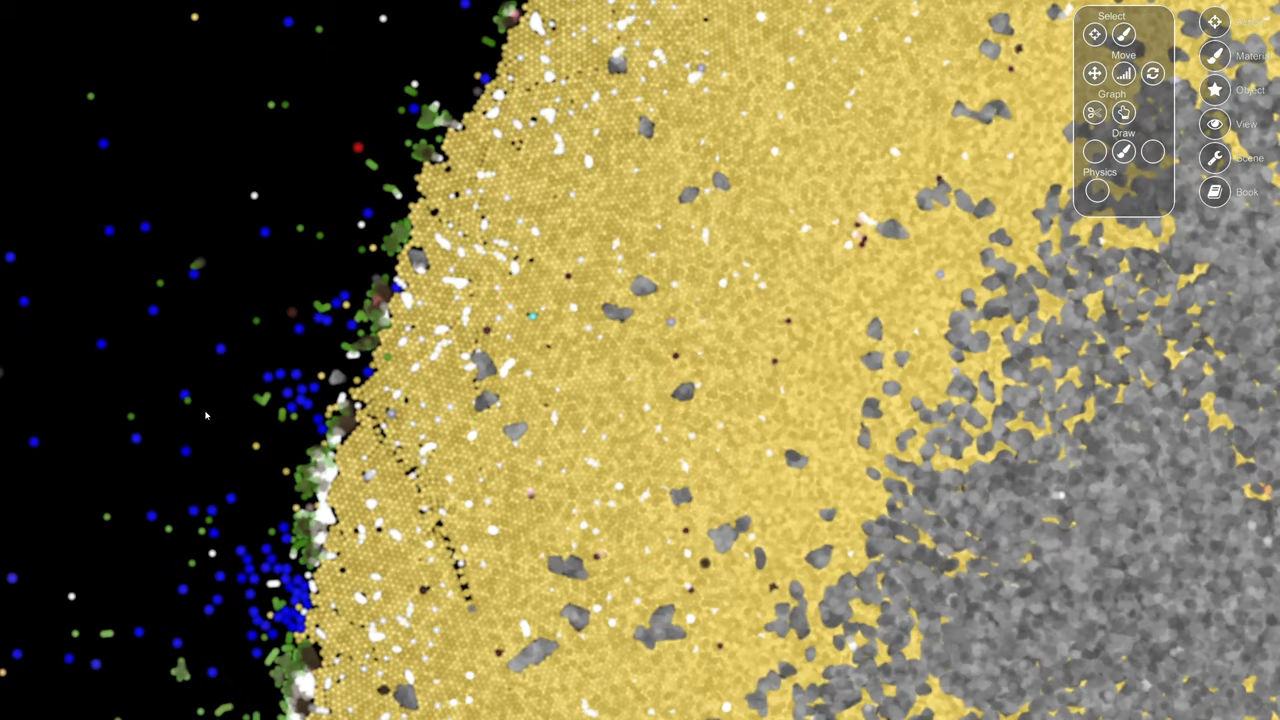 Select
Move
Graph
Draw
Physics
Material
Object
View
Scene
Book